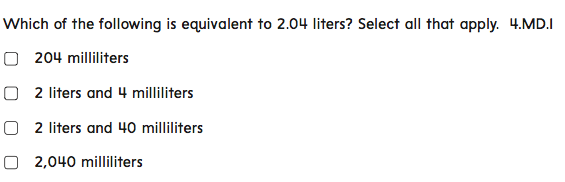 Which of the following is equivalent to 2.04 liters? Select all that apply. 4.MD.1
204 milliliters
2 liters and 4 milliliters
2 liters and 40 milliliters
2,040 milliliters